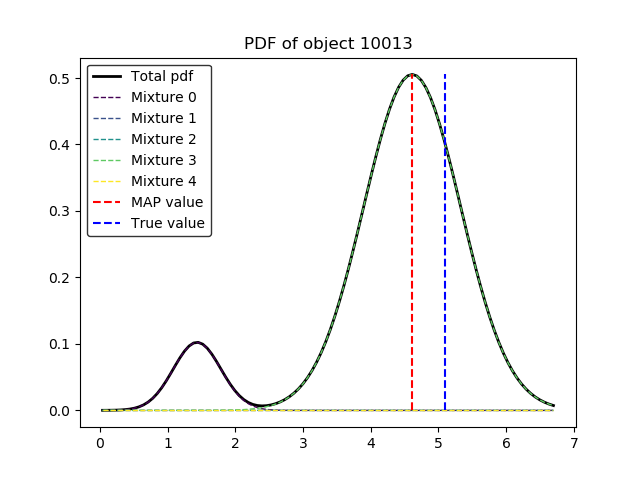 PDF of object 10013
Total pdf
Mixture 0
Mixture 1
Mixture 2
Mixture 3
Mixture 4
MAP value
True value
0.5
0.4
0.3
0.2
0.1
0.0
0 1 2 3 4 5 6 7